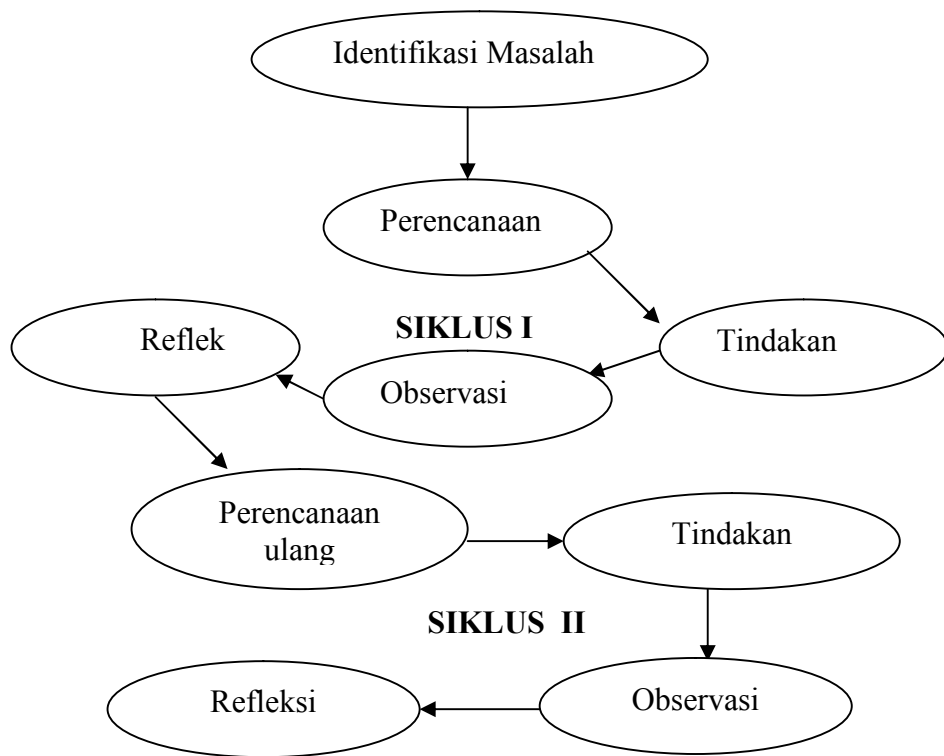 Identifikasi Masalah
Perencanaan
SIKLUS I
Tindakan
Observasi
Reflek
Perencanaan
ulang
Tindakan
SIKLUS II
Observasi
Refleksi